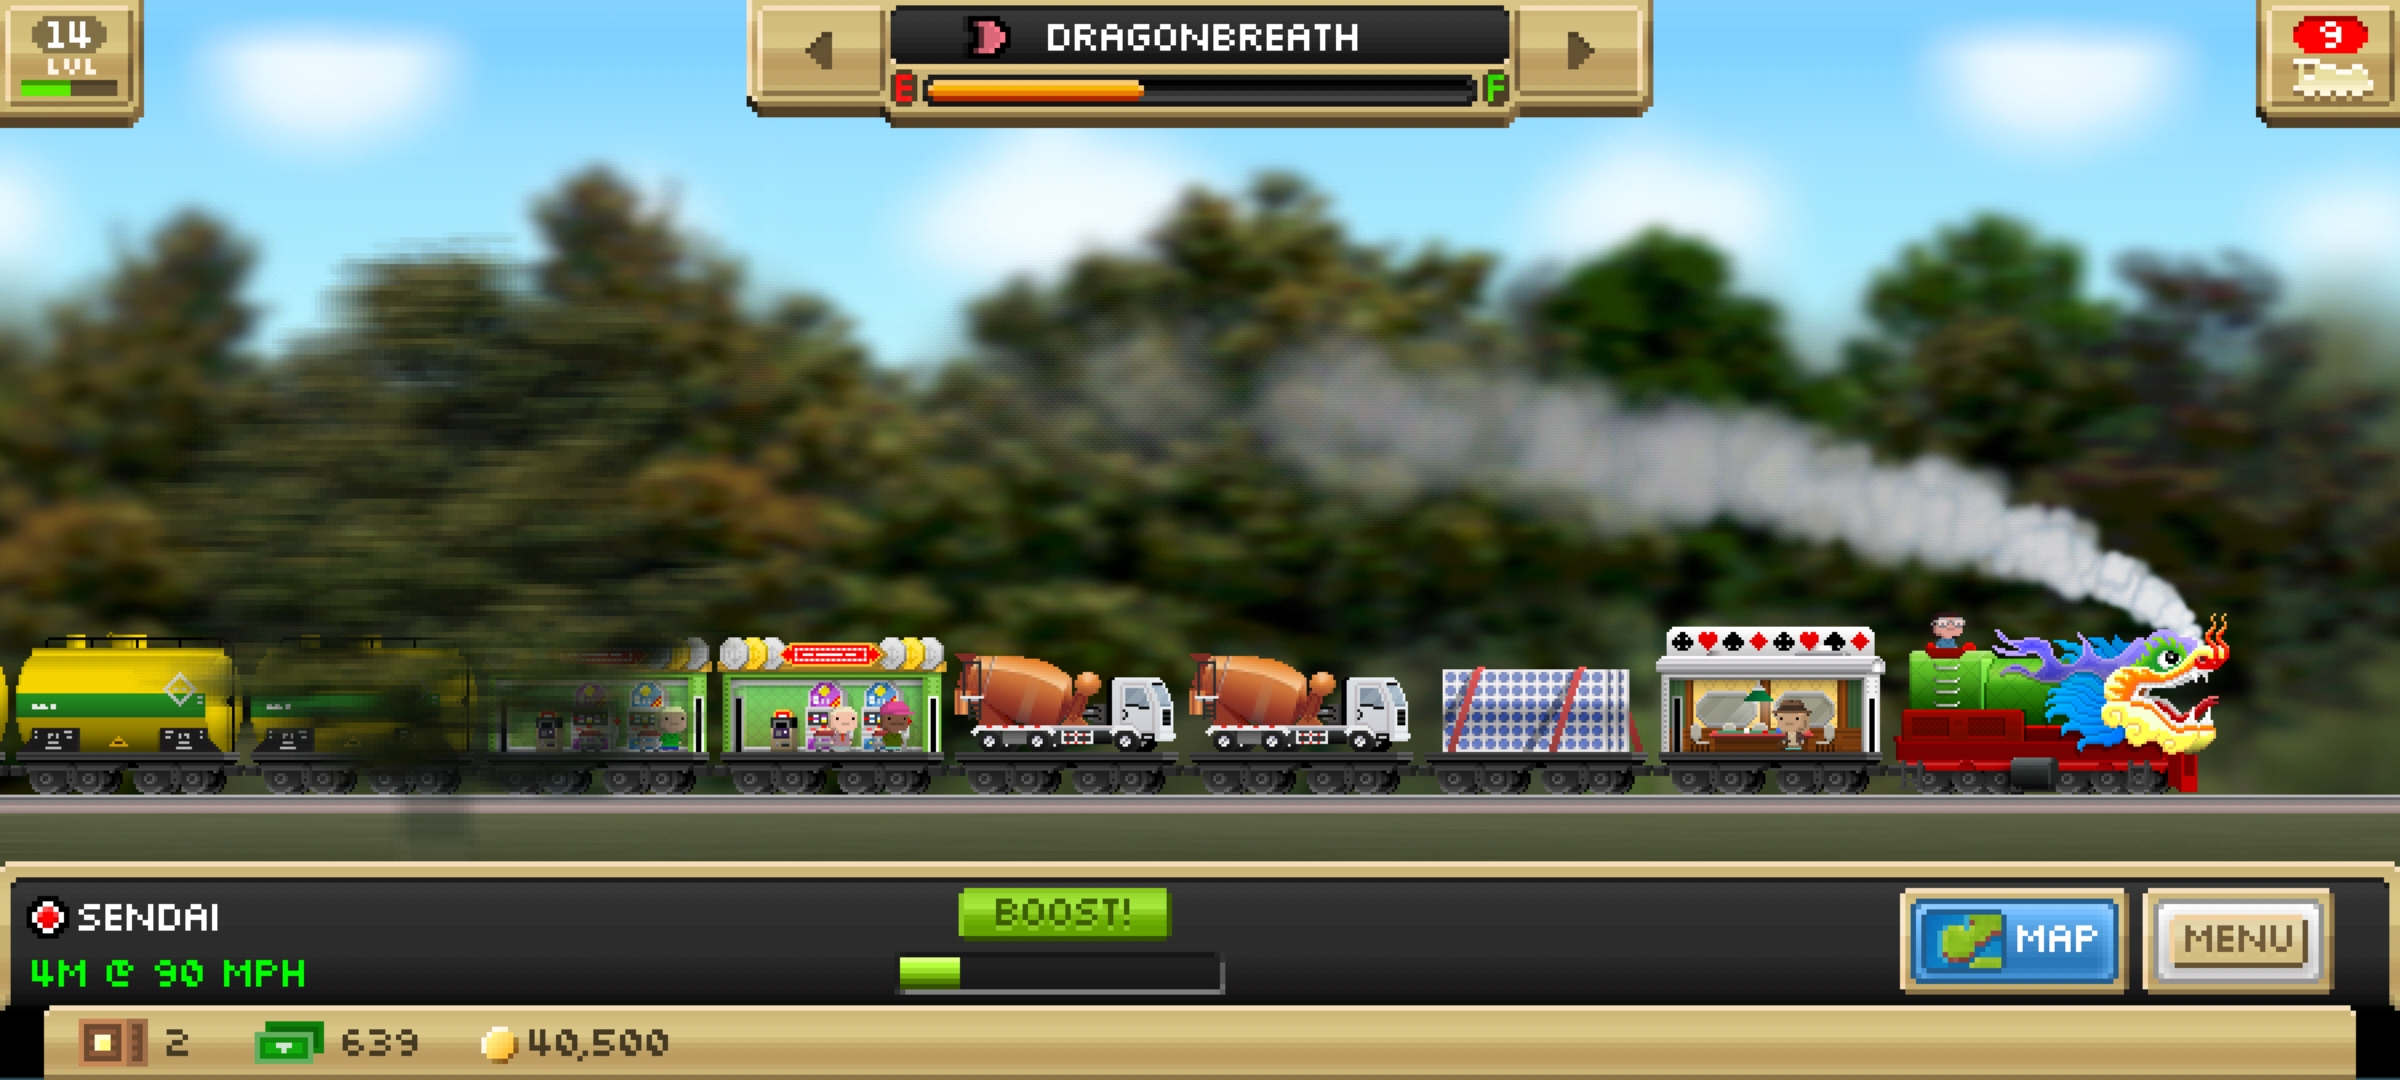 14
LVL
DRAGONBREATH
E
F
9
SENDAI
4M @ 90 MPH
BOOST!
MAP
MENU
2
639
40,500